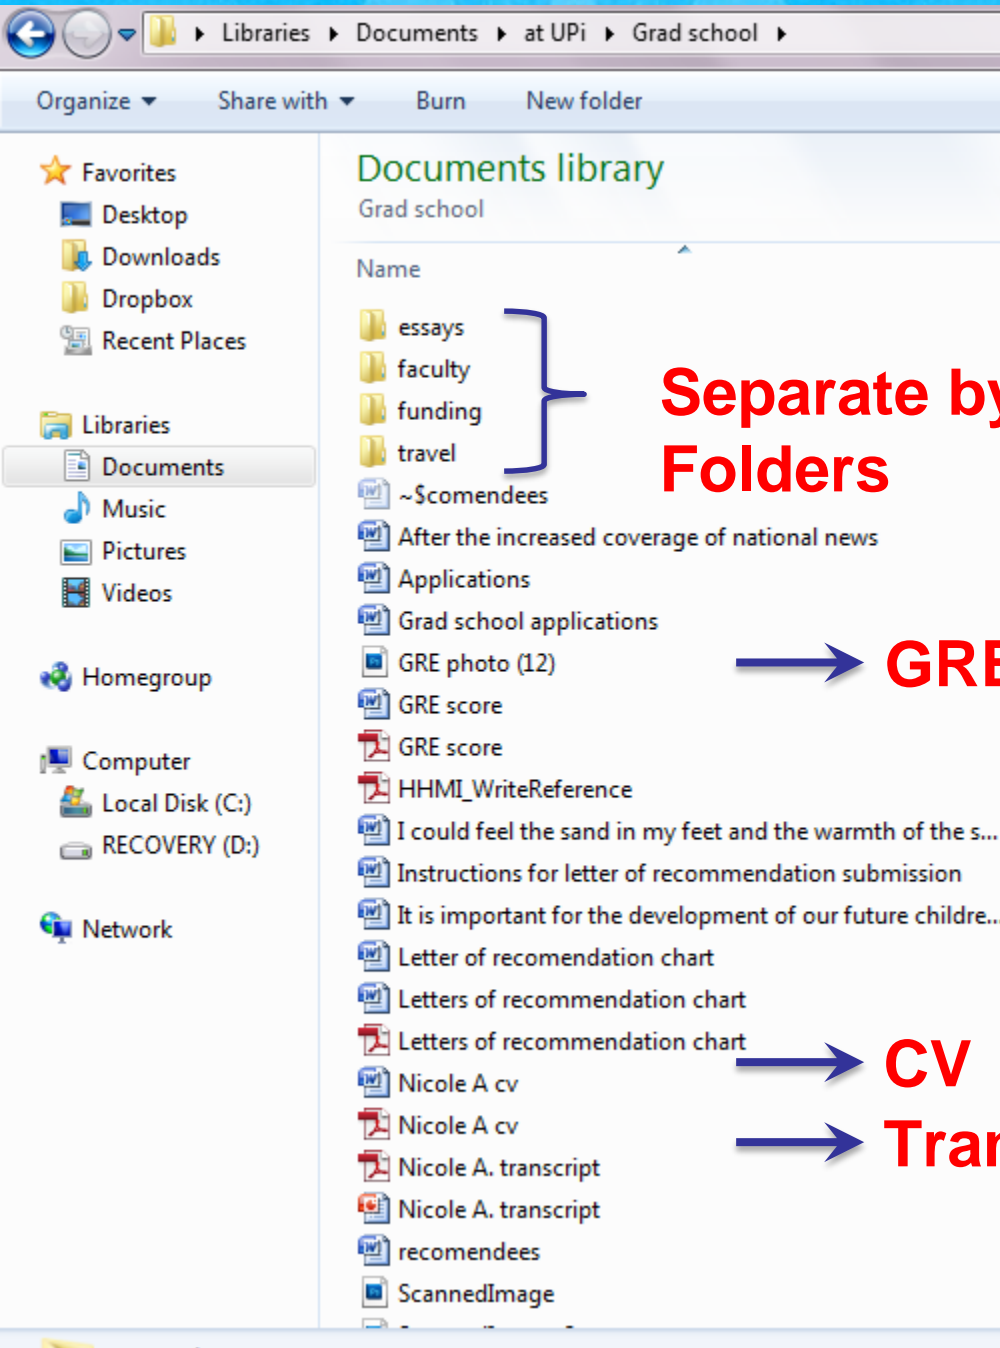 Libraries Documents at UPi Grad school
Organize Share with Burn New folder
Favorites
Desktop
Downloads
Dropbox
Recent Places
Libraries
Documents
Music
Pictures
Videos
Homegroup
Computer
Local Disk (C:)
RECOVERY (D:)
Network
Documents library
Grad school
Name
essays
faculty
funding
travel
~$comendees
After the increased coverage of national news
Applications
Grad school applications
GRE photo (12)
GRE score
GRE score
HHMI_WriteReference
I could feel the sand in my feet and the warmth of the s...
Instructions for letter of recommendation submission
It is important for the development of our future childre...
Letter of recomendation chart
Letters of recommendation chart
Letters of recommendation chart
Nicole A cv
Nicole A cv
Nicole A. transcript
Nicole A. transcript
recomendees
ScannedImage
Separate by
Folders
GRE
CV
Tran